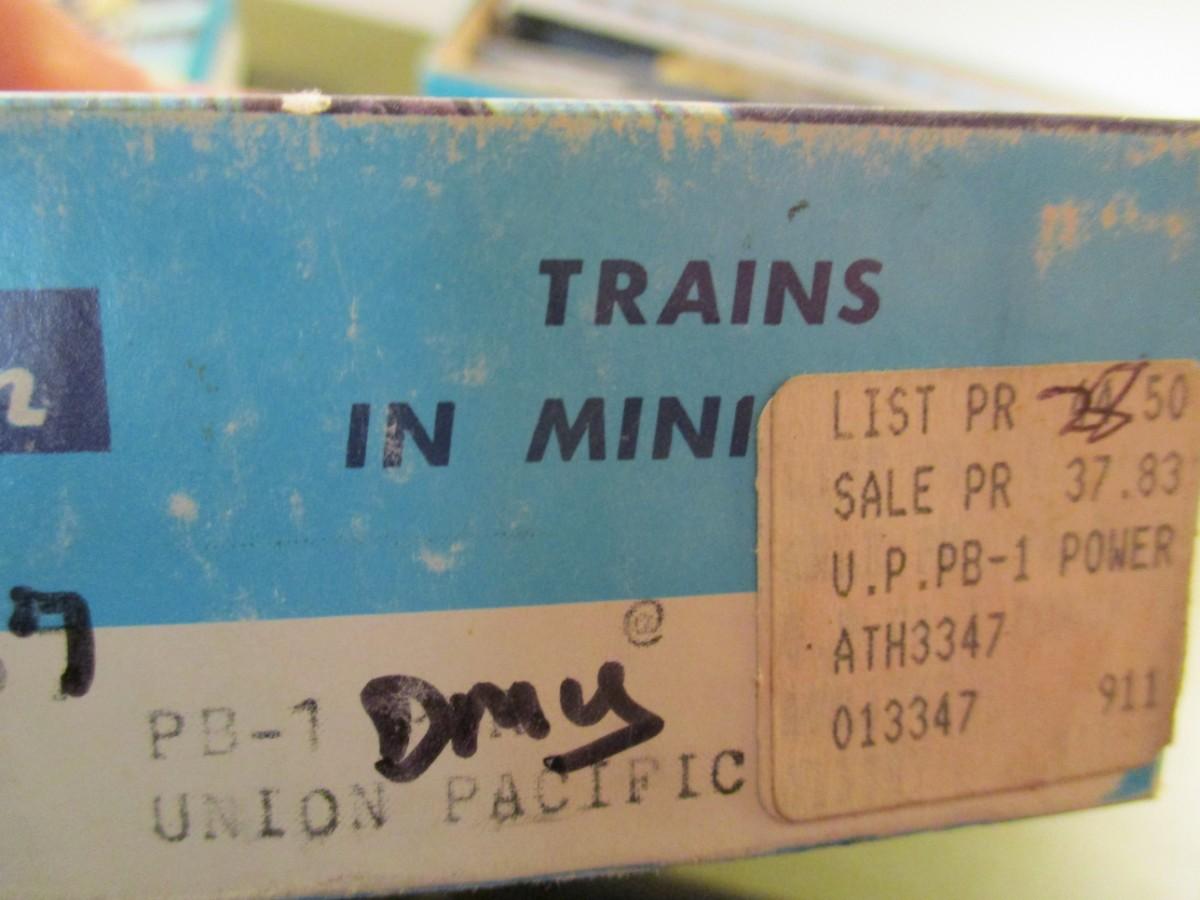 TRAINS
IN MINI
n
LIST PR 50
SALE PR 37.83
U.P.PB-1 POWER
ATH3347
013347 911
7
@
PB-1 Dmy
UNION PACIFIC